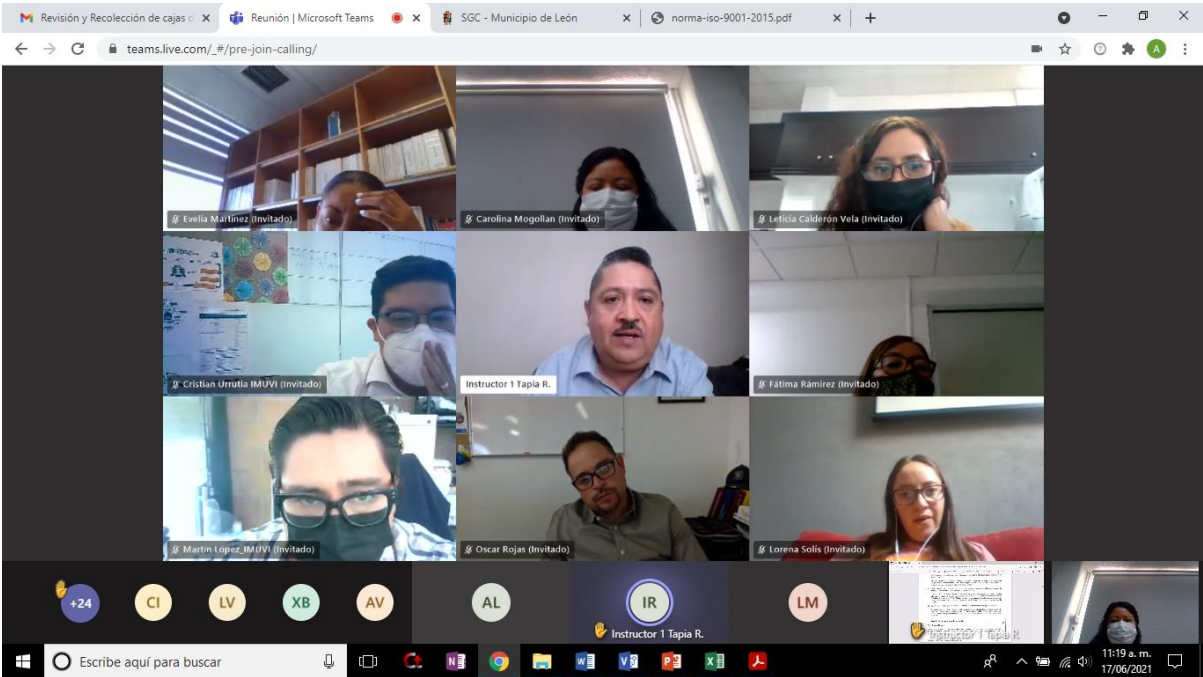 Revisión y Recolección de cajas d
Reunión | Microsoft Teams
SGC - Municipio de León
norma-iso-9001-2015.pdf
teams.live.com/_#/pre-join-calling/
A
Evelia Martínez (Invitado)
Carolina Mogollan (Invitado)
Leticia Calderón Vela (Invitado)
Cristian Urrutia IMUVI (Invitado)
Instructor 1 Tapia R.
Fátima Rámirez (Invitado)
Martín López_IMUVI (Invitado)
Oscar Rojas (Invitado)
Lorena Solís (Invitado)
+24
CI
LV
XB
AV
AL
IR
LM
Instructor 1 Tapia R.
Instructor 1 Tapia R.
Escribe aquí para buscar
11:19 a. m.
17/06/2021